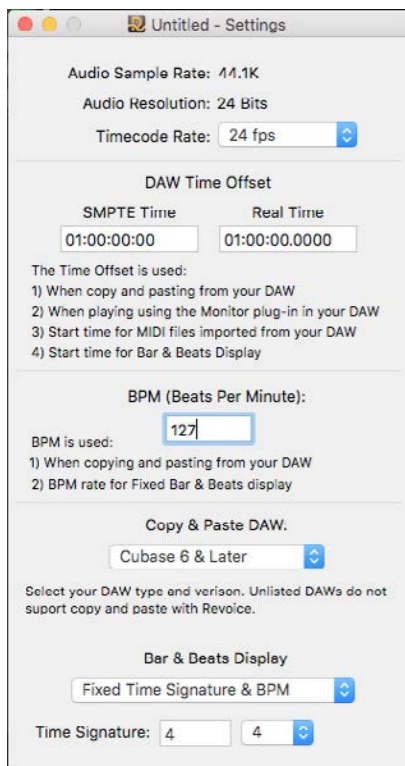 Untitled - Settings
Audio Sample Rate: 44.1K
Audio Resolution: 24 Bits
Timecode Rate: 24 fps
DAW Time Offset
SMPTE Time Real Time
01:00:00:00 01:00:00.0000
The Time Offset is used:
1) When copy and pasting from your DAW
2) When playing using the Monitor plug-in in your DAW
3) Start time for MIDI files imported from your DAW
4) Start time for Bar & Beats Display
BPM (Beats Per Minute):
127
BPM is used:
1) When copying and pasting from your DAW
2) BPM rate for Fixed Bar & Beats display
Copy & Paste DAW.
Cubase 6 & Later
Select your DAW type and verison. Unlisted DAWs do not
suport copy and paste with Revoice.
Bar & Beats Display
Fixed Time Signature & BPM
Time Signature: 4 4